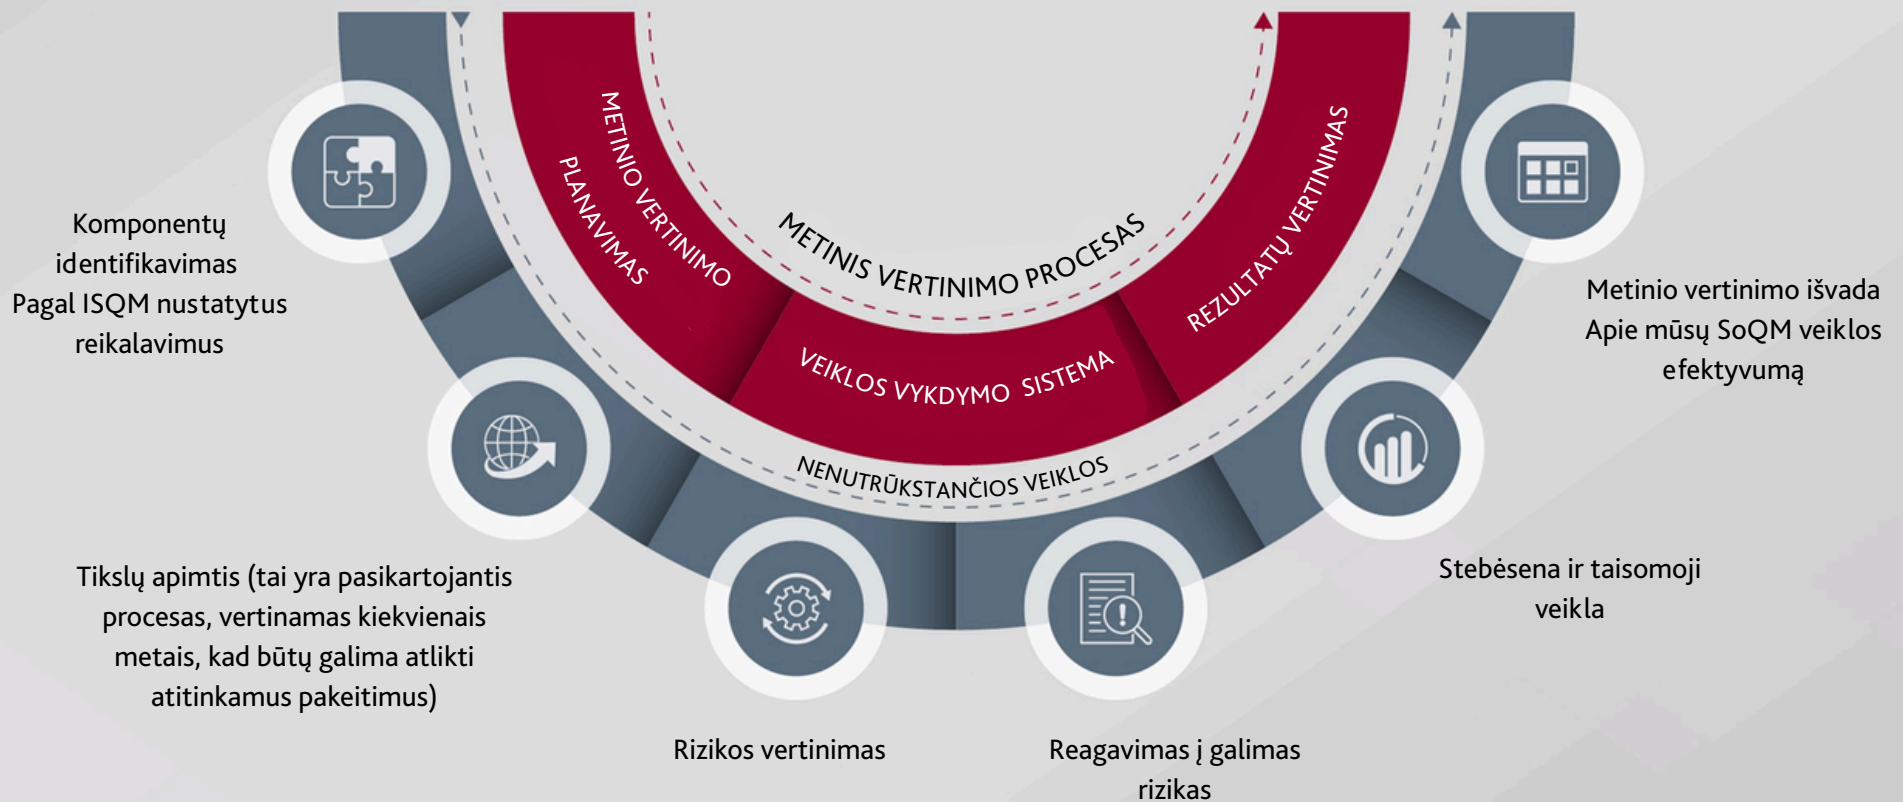 METINIO VERTINIMO
PLANAVIMAS
METINIS VERTINIMO PROCESAS
REZULTATŲ VERTINIMAS
VEIKLOS VYKDYMO SISTEMA
NENUTRŪKSTANČIOS VEIKLOS
Komponentų
identifikavimas
Pagal ISQM nustatytus
reikalavimus
Metinio vertinimo išvada
Apie mūsų SoQM veiklos
efektyvumą
Tikslų apimtis (tai yra pasikartojantis
procesas, vertinamas kiekvienais
metais, kad būtų galima atlikti
atitinkamus pakeitimus)
Stebėsena ir taisomoji
veikla
Rizikos vertinimas
Reagavimas į galimas
rizikas